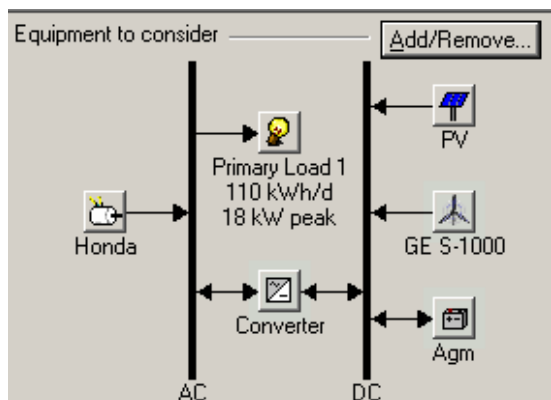 Equipment to consider
Add/Remove...
PV
Primary Load 1
110 kWh/d
18 kW peak
Honda
GE S-1000
Converter
Agm
AC
DC